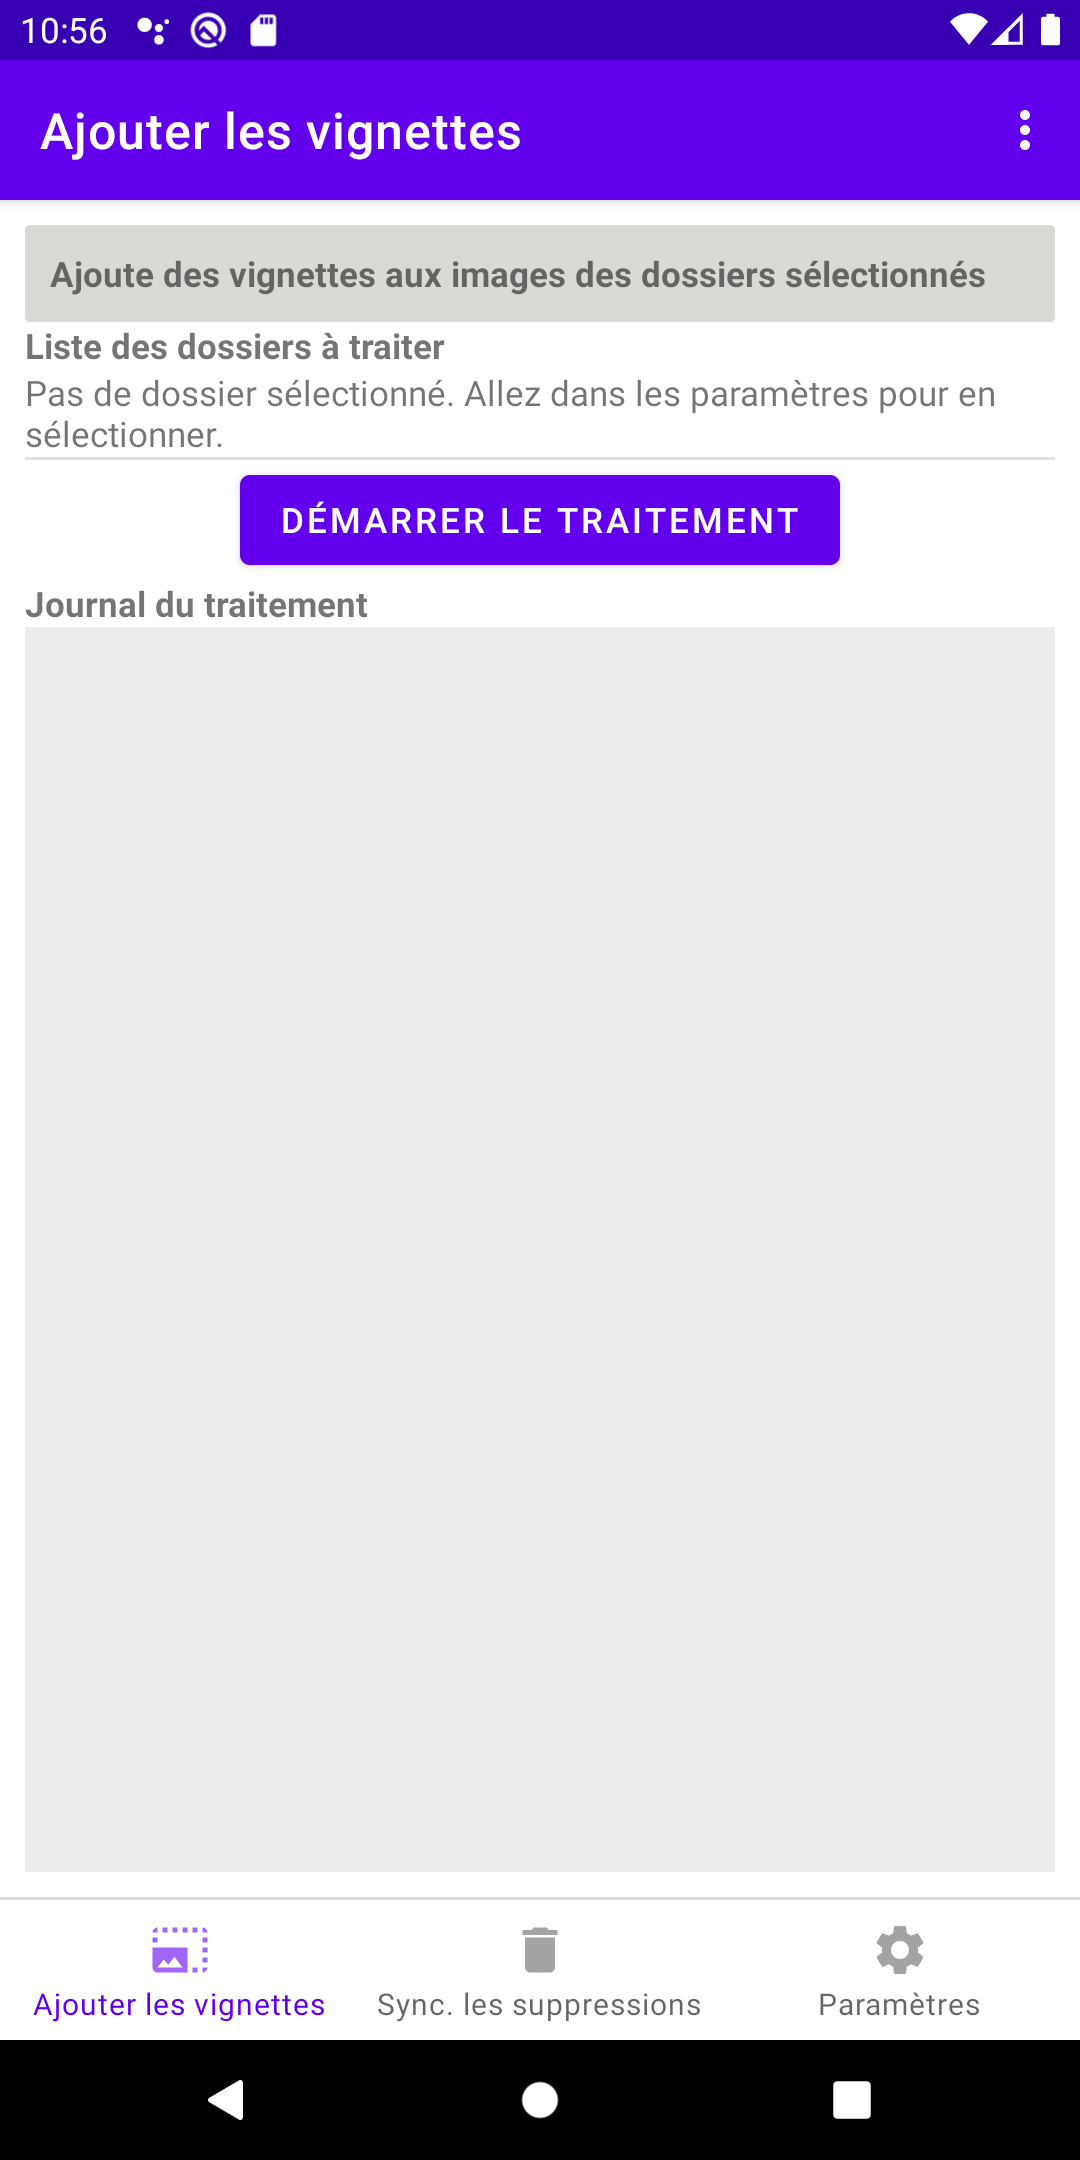 10:56
Ajouter les vignettes
Ajoute des vignettes aux images des dossiers sélectionnés
Liste des dossiers à traiter
Pas de dossier sélectionné. Allez dans les paramètres pour en
sélectionner.
DÉMARRER LE TRAITEMENT
Journal du traitement
Ajouter les vignettes
Sync. les suppressions
Paramètres